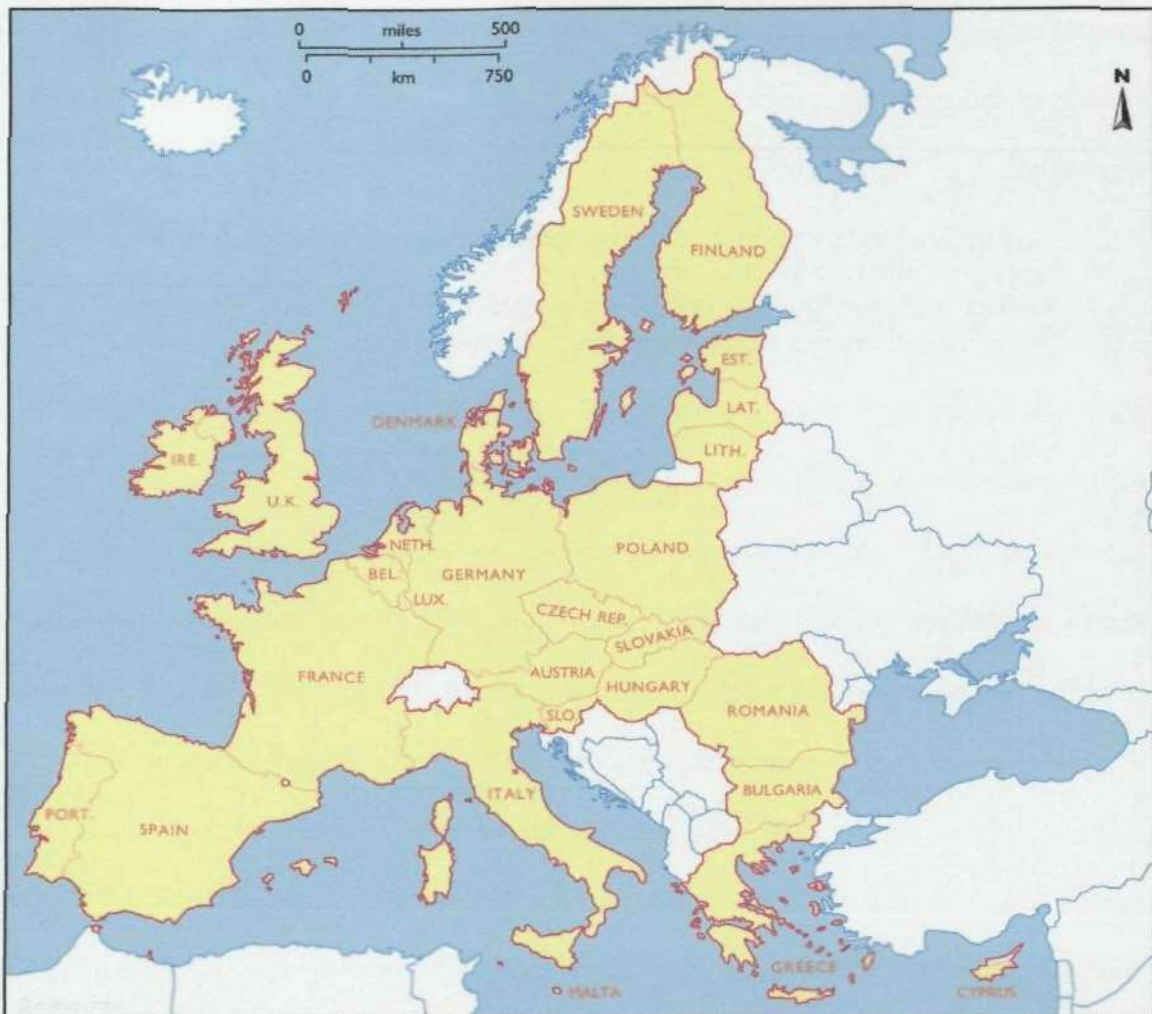 0 miles 500
0 km 750
N
SWEDEN
FINLAND
EST.
LAT.
DENMARK
LITH.
IRE.
U.K.
NETH.
POLAND
BEL.
GERMANY
LUX.
CZECH REP.
SLOVAKIA
AUSTRIA
FRANCE
HUNGARY
SLO.
ROMANIA
ITALY
BULGARIA
PORT.
SPAIN
GREECE
MALTA
CYPRUS